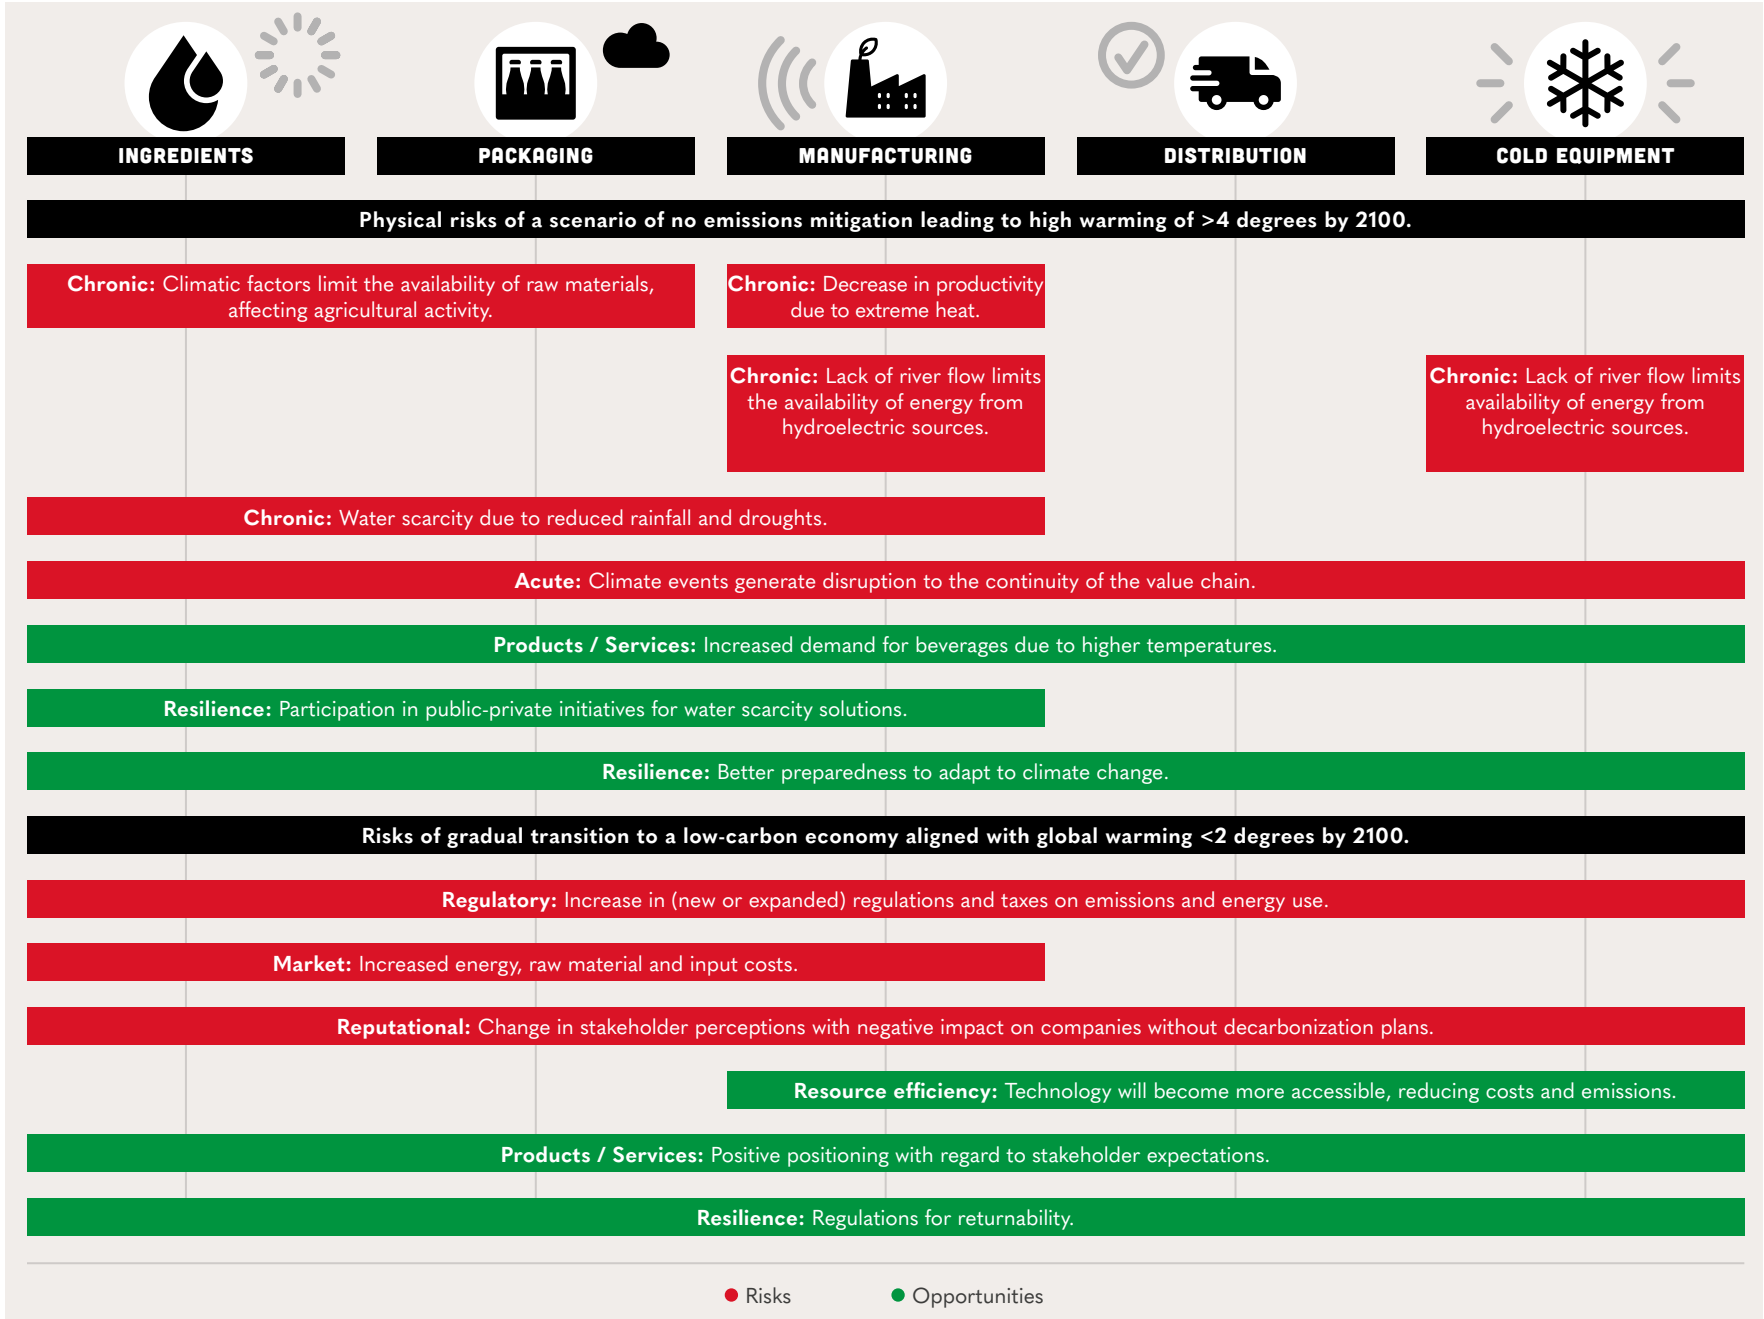 INGREDIENTS
PACKAGING
MANUFACTURING
DISTRIBUTION
COLD EQUIPMENT
Physical risks of a scenario of no emissions mitigation leading to high warming of >4 degrees by 2100.
Chronic: Climatic factors limit the availability of raw materials,
affecting agricultural activity.
Chronic: Decrease in productivity
due to extreme heat.
Chronic: Lack of river flow limits
the availability of energy from
hydroelectric sources.
Chronic: Lack of river flow limits
availability of energy from
hydroelectric sources.
Chronic: Water scarcity due to reduced rainfall and droughts.
Acute: Climate events generate disruption to the continuity of the value chain.
Products / Services: Increased demand for beverages due to higher temperatures.
Resilience: Participation in public-private initiatives for water scarcity solutions.
Resilience: Better preparedness to adapt to climate change.
Risks of gradual transition to a low-carbon economy aligned with global warming <2 degrees by 2100.
Regulatory: Increase in (new or expanded) regulations and taxes on emissions and energy use.
Market: Increased energy, raw material and input costs.
Reputational: Change in stakeholder perceptions with negative impact on companies without decarbonization plans.
Resource efficiency: Technology will become more accessible, reducing costs and emissions.
Products / Services: Positive positioning with regard to stakeholder expectations.
Resilience: Regulations for returnability.
Risks
Opportunities